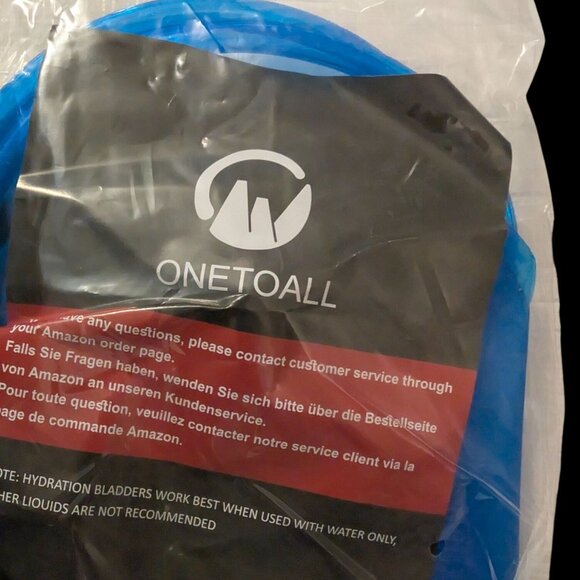 ONETOALL
have any questions, please contact customer service through
your Amazon order page.
Falls Sie Fragen haben, wenden Sie sich bitte über die Bestellseite
von Amazon an unseren Kundenservice.
Pour toute question, veuillez contacter notre service client via la
page de commande Amazon.
NOTE: HYDRATION BLADDERS WORK BEST WHEN USED WITH WATER ONLY,
OTHER LIQUIDS ARE NOT RECOMMENDED